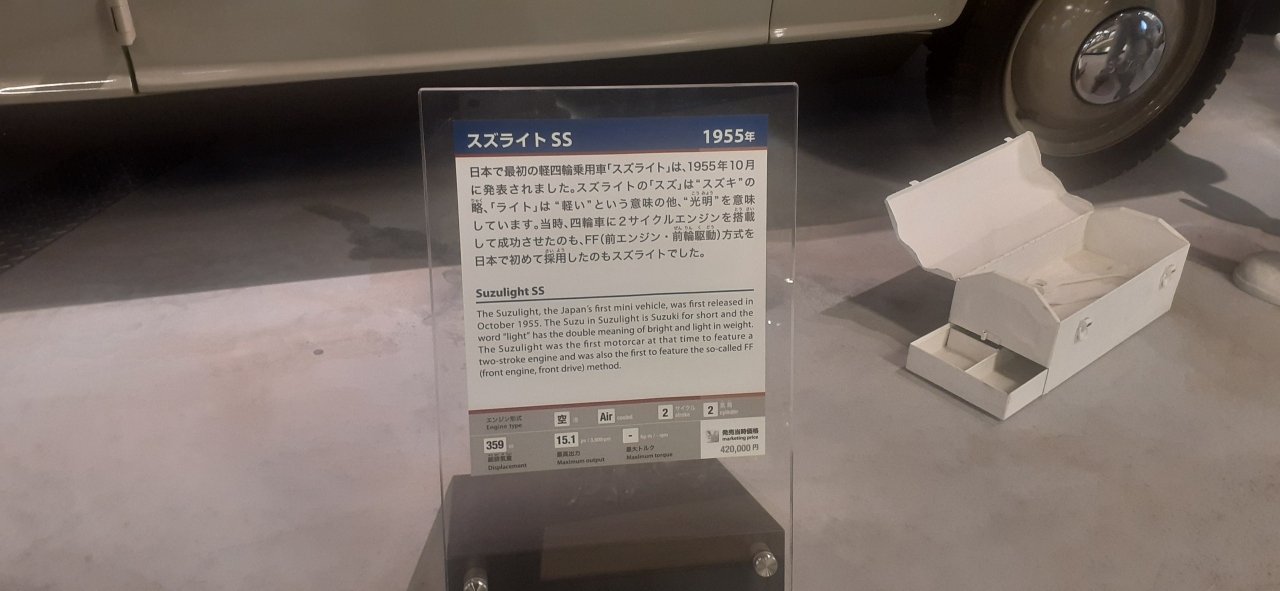 スズライト SS 1955年
日本で最初の軽四輪乗用車「スズライト」は、1955年10月
に発表されました。スズライトの「スズ」は“スズキ”の
略、「ライト」は“軽い”という意味の他、“光明”を意味
しています。当時、四輪車に2サイクルエンジンを搭載
して成功させたのも、FF(前エンジン・前輪駆動)方式を
日本で初めて採用したのもスズライトでした。
Suzulight SS
The Suzulight, the Japan's first mini vehicle, was first released in
October 1955. The Suzu in Suzulight is Suzuki for short and the
word "light" has the double meaning of bright and light in weight.
The Suzulight was the first motorcar at that time to feature a
two-stroke engine and was also the first to feature the so-called FF
(front engine, front drive) method.
エンジン形式 空 Air cooled 2 サイクル 2 気筒
Engine type stroke cylinder
359 15.1 - 発売当時価格
総排気量 最高出力 最大トルク marketing price
Displacement Maximum output Maximum torque 420,000円